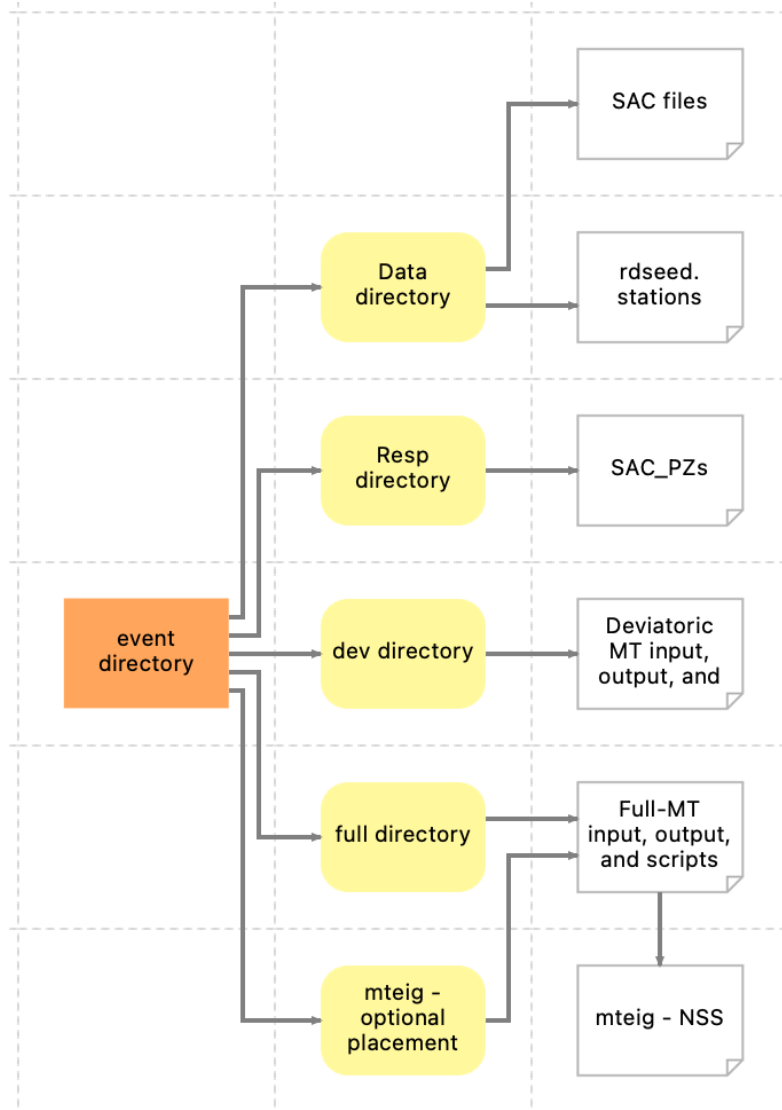 SAC files
Data
directory
rdseed.
stations
Resp
directory
SAC_PZs
event
directory
dev directory
Deviatoric
MT input,
output, and
full directory
Full-MT
input, output,
and scripts
mteig -
optional
placement
mteig - NSS